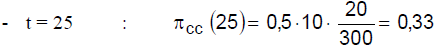 - t = 25 : π_CC (25) = 0,5 · 10 · 20/300 = 0,33